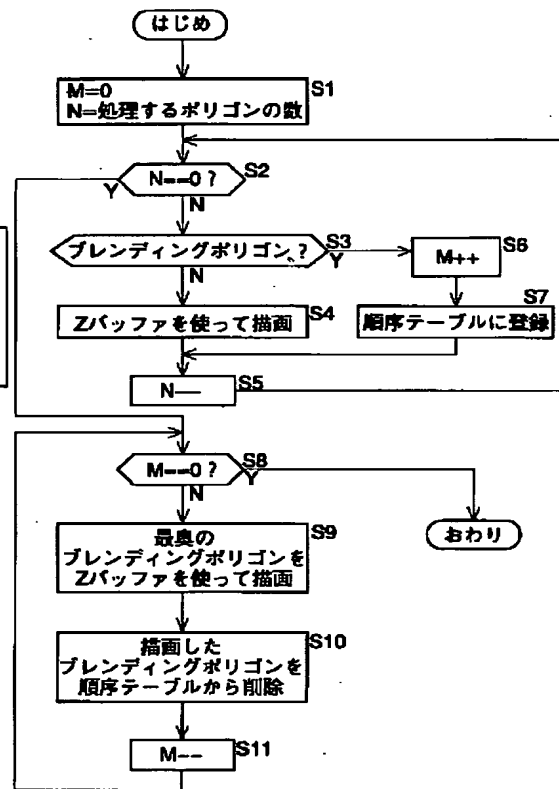 はじめ
S1
M=0
N=処理するポリゴンの数
S2
N==0?
Y
N
S3
ブレンディングポリゴン?
Y
N
S6
M++
S4
Zバッファを使って描画
S7
順序テーブルに登録
S5
N--
S8
M==0?
Y
N
おわり
S9
最奥の
ブレンディングポリゴンを
Zバッファを使って描画
S10
描画した
ブレンディングポリゴンを
順序テーブルから削除
S11
M--